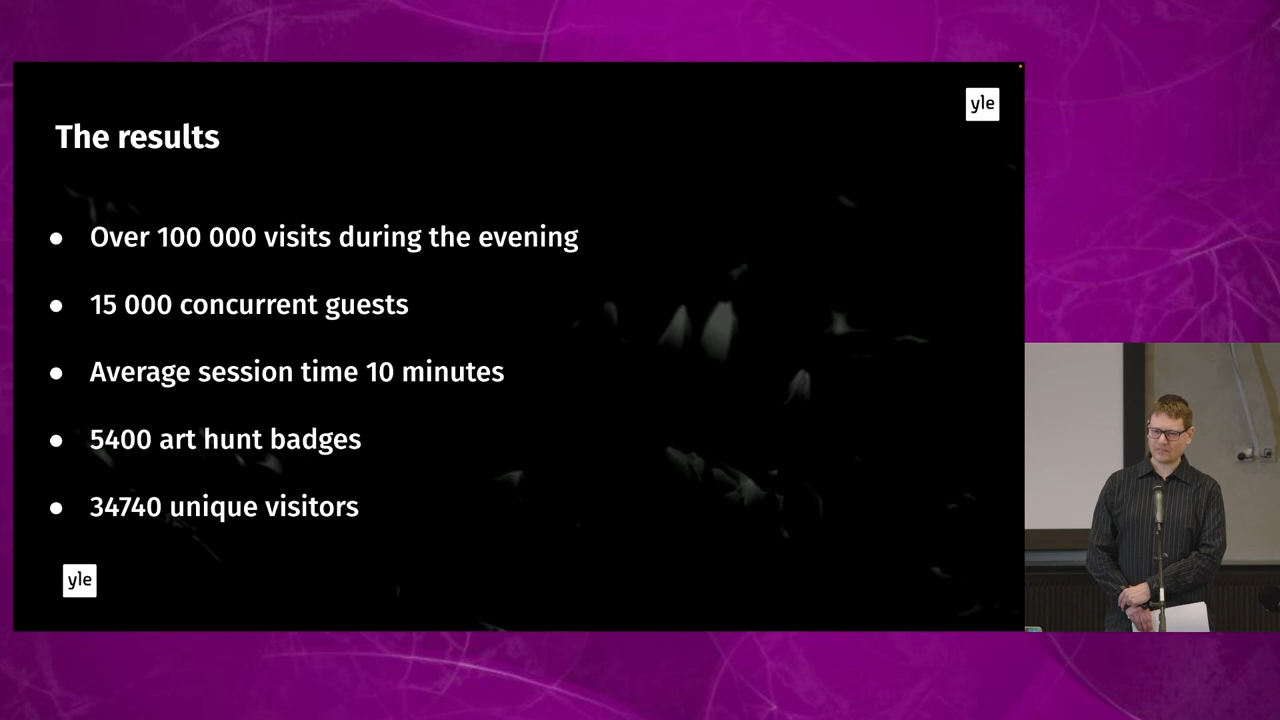 yle
The results
● Over 100 000 visits during the evening
● 15 000 concurrent guests
● Average session time 10 minutes
● 5400 art hunt badges
● 34740 unique visitors
yle